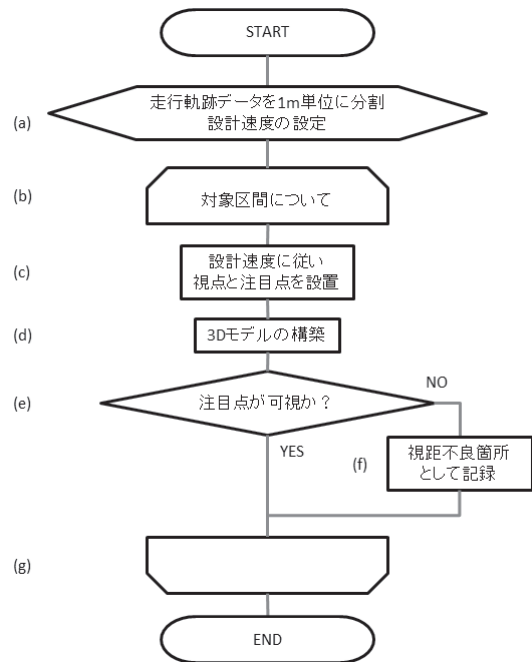 START
(a)
走行軌跡データを1m単位に分割
設計速度の設定
(b)
対象区間について
(c)
設計速度に従い
視点と注目点を設置
(d)
3Dモデルの構築
(e)
注目点が可視か？
NO
YES
(f)
視距不良箇所
として記録
(g)
END